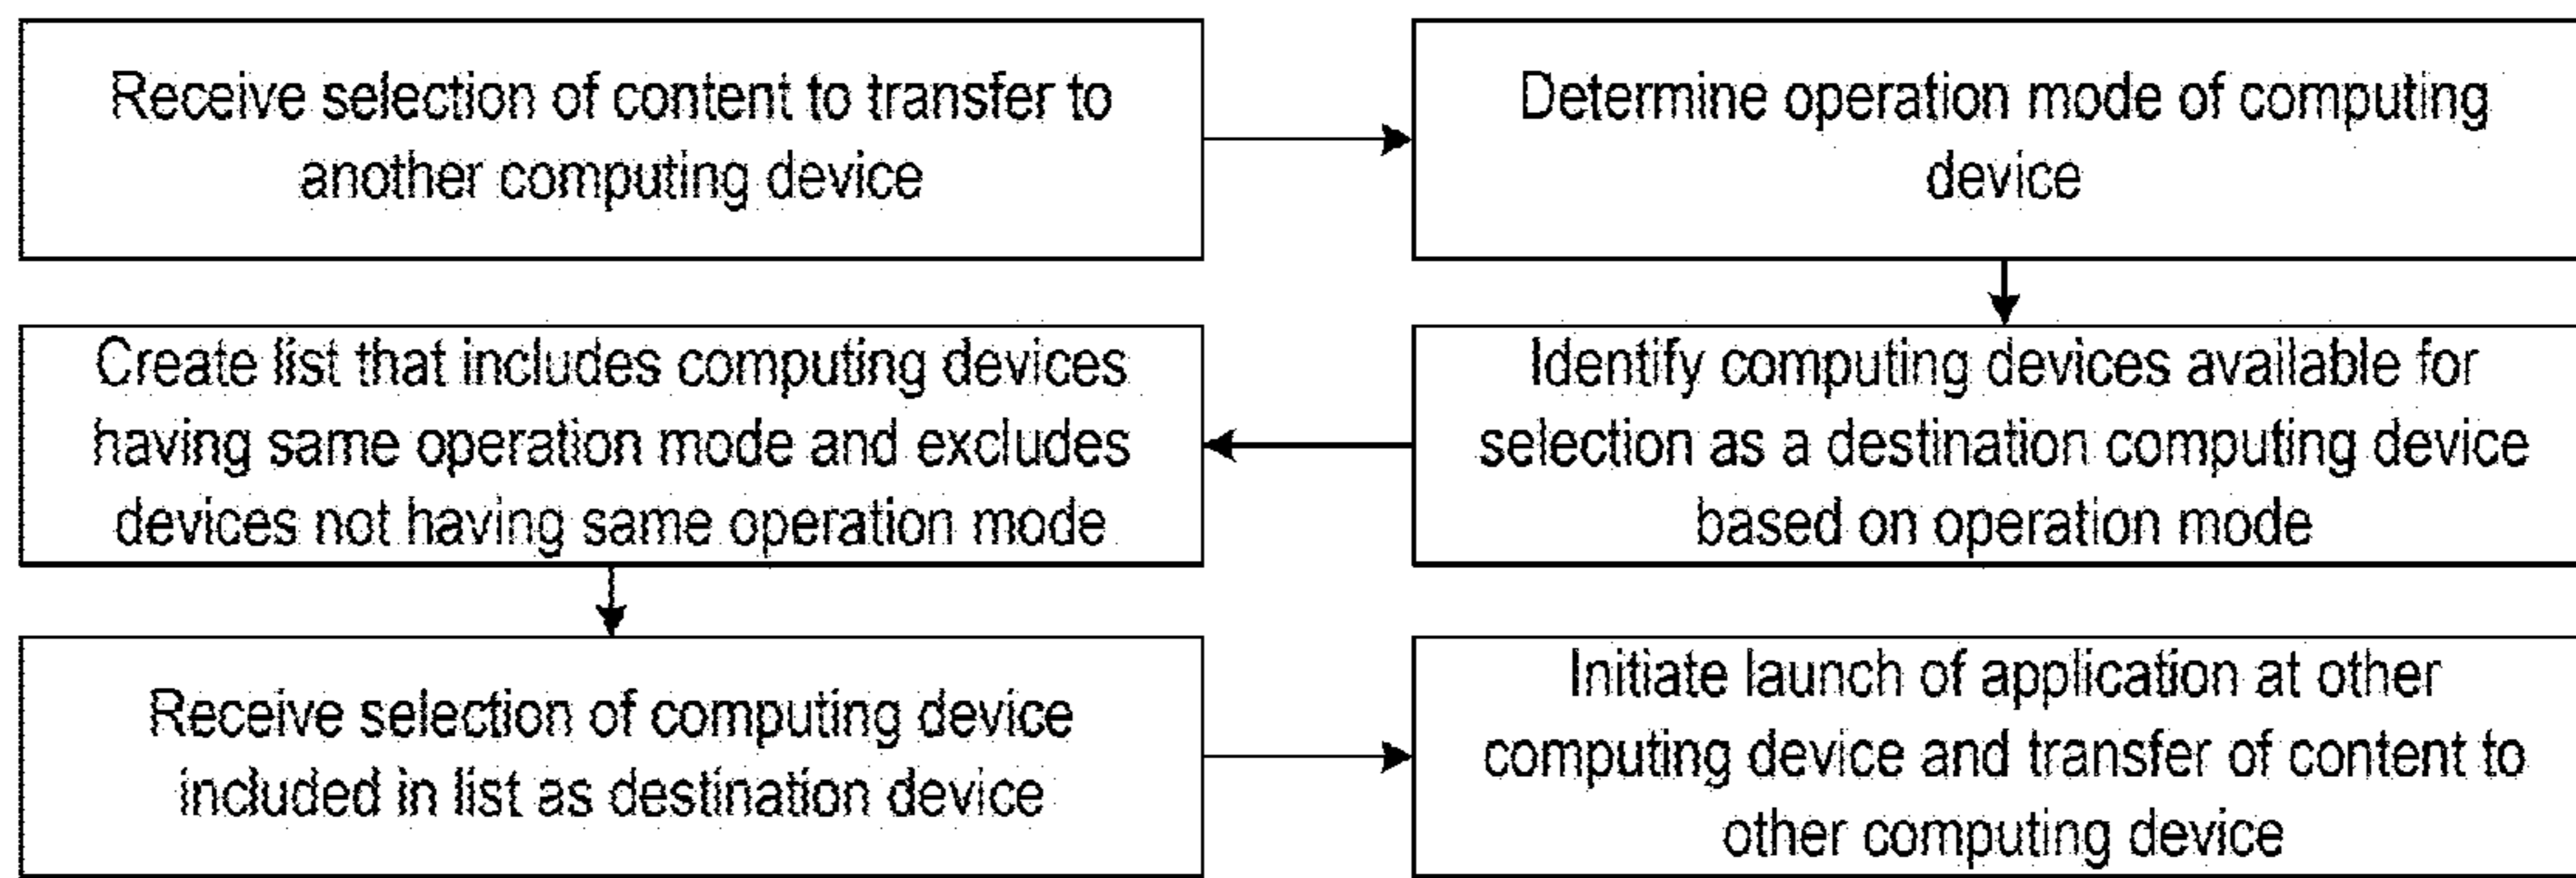 Receive selection of content to transfer to
another computing device
Determine operation mode of computing
device
Identify computing devices available for
selection as a destination computing device
based on operation mode
Create list that includes computing devices
having same operation mode and excludes
devices not having same operation mode
Receive selection of computing device
included in list as destination device
Initiate launch of application at other
computing device and transfer of content to
other computing device